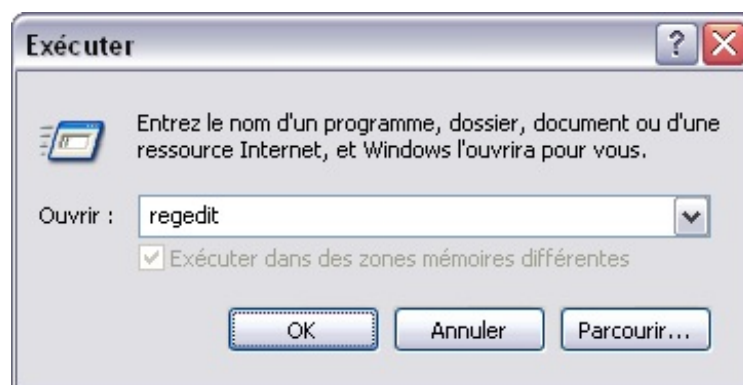 Exécuter
Entrez le nom d'un programme, dossier, document ou d'une
ressource Internet, et Windows l'ouvrira pour vous.
Ouvrir : regedit
Exécuter dans des zones mémoires différentes
OK Annuler Parcourir...